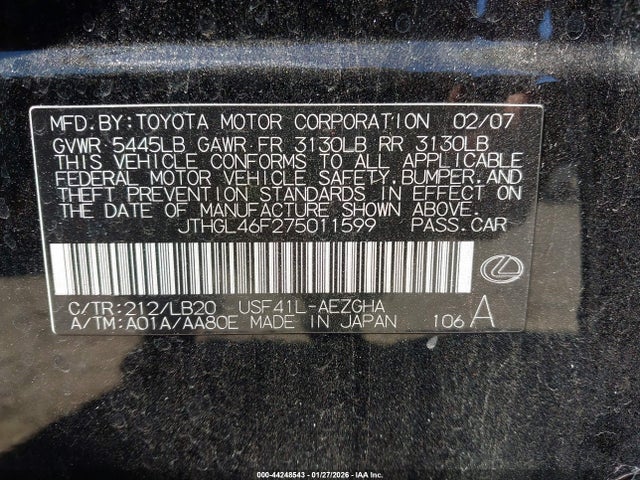 MFD.BY:TOYOTA MOTOR CORPORATION 02/07
GVWR 5445LB GAWR FR 3130LB RR 3130LB
THIS VEHICLE CONFORMS TO ALL APPLICABLE
FEDERAL MOTOR VEHICLE SAFETY, BUMPER, AND
THEFT PREVENTION STANDARDS IN EFFECT ON
THE DATE OF MANUFACTURE SHOWN ABOVE.
JTHGL46F275011599 PASS.CAR
C/TR:212/LB20 USF41L-AEZGHA
A/TM:A01A/AA80E MADE IN JAPAN 106 A
000-44248543 - 01/27/2026 - IAA Inc.